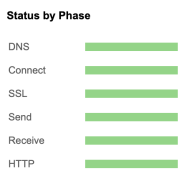 Status by Phase
DNS
Connect
SSL
Send
Receive
HTTP